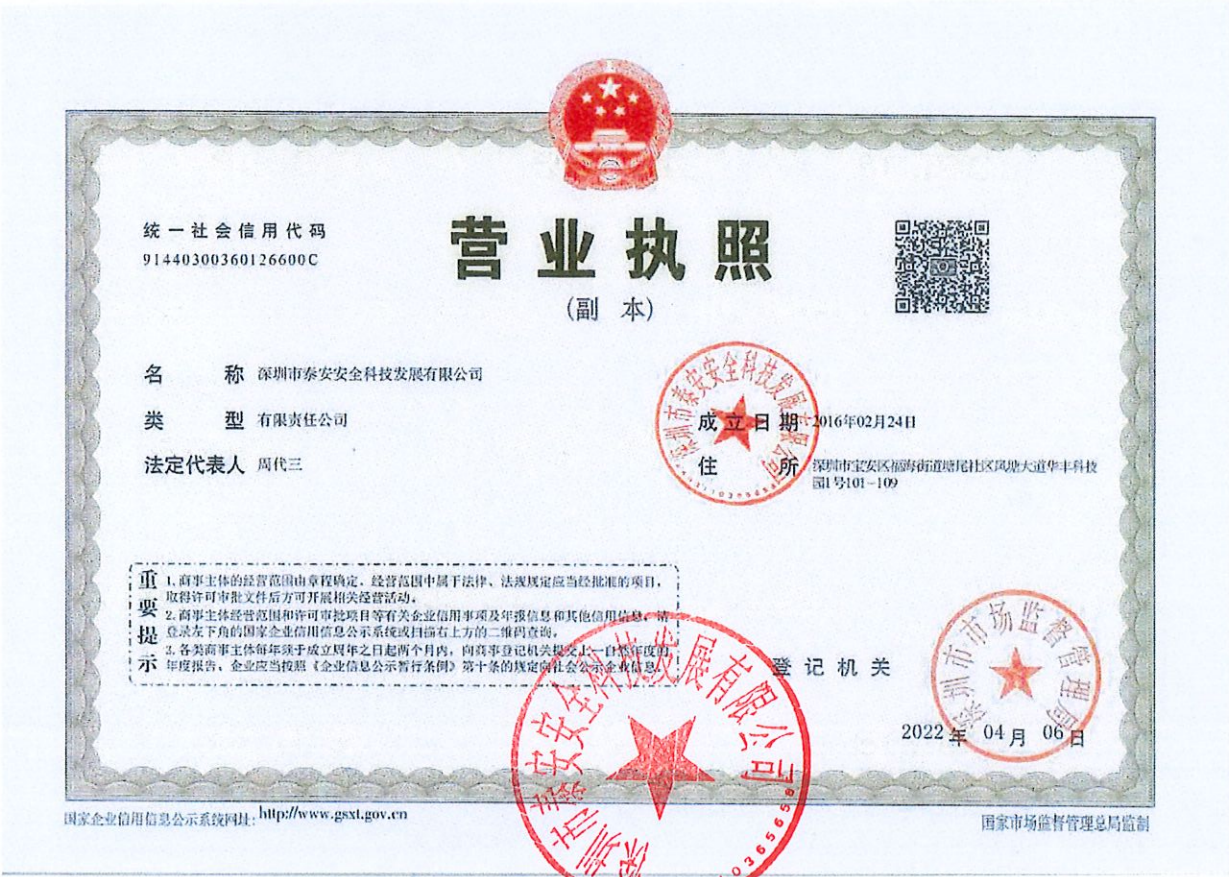 统一社会信用代码
91440300360126600C
营业执照
(副 本)
名 称 深圳市泰安安全科技发展有限公司
类 型 有限责任公司
法定代表人 周代三
成立日期 2016年02月24日
住 所 深圳市宝安区福海街道塘尾社区凤塘大道华丰科技
园1号101-109
深圳市泰安安全科技发展有限公司
重要提示
1.商事主体的经营范围由章程确定，经营范围中属于法律、法规规定应当经批准的项目，
取得许可审批文件后方可开展相关经营活动。
2.商事主体经营范围和许可审批项目等有关企业信用事项及年报信息和其他信用信息，请
登录左下角的国家企业信用信息公示系统或扫描右上方的二维码查询。
3.各类商事主体每年须于成立周年之日起两个月内，向商事登记机关提交上一自然年度的
年度报告。企业应当按照《企业信息公示暂行条例》第十条的规定向社会公示企业信息。
登记机关
深圳市市场监督管理局
2022年 04月 06日
深圳市泰安安全科技发展有限公司
国家企业信用信息公示系统网址:http://www.gsxt.gov.cn
国家市场监督管理总局监制